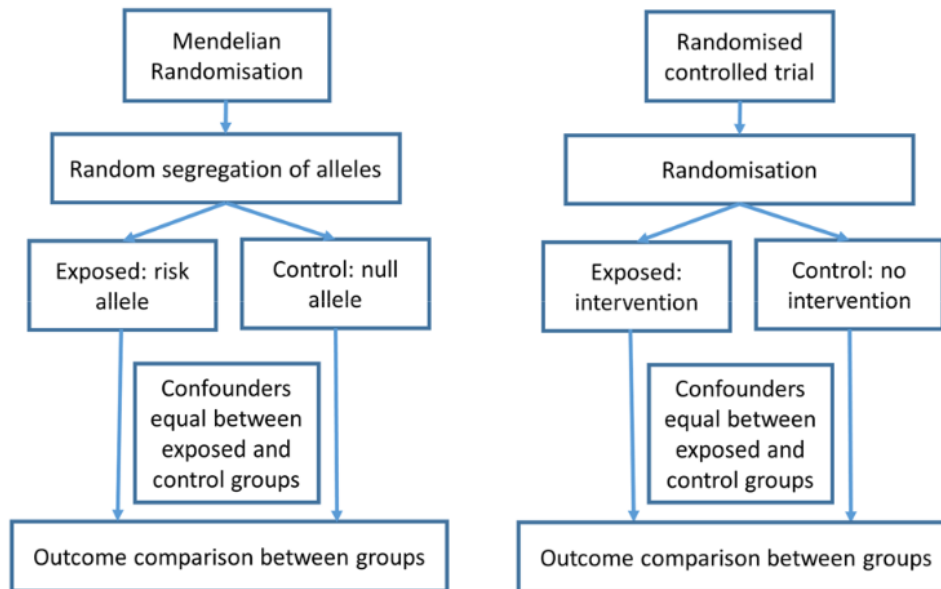 Mendelian
Randomisation
Random segregation of alleles
Exposed: risk
allele
Control: null
allele
Confounders
equal between
exposed and
control groups
Outcome comparison between groups
Randomised
controlled trial
Randomisation
Exposed:
intervention
Control: no
intervention
Confounders
equal between
exposed and
control groups
Outcome comparison between groups